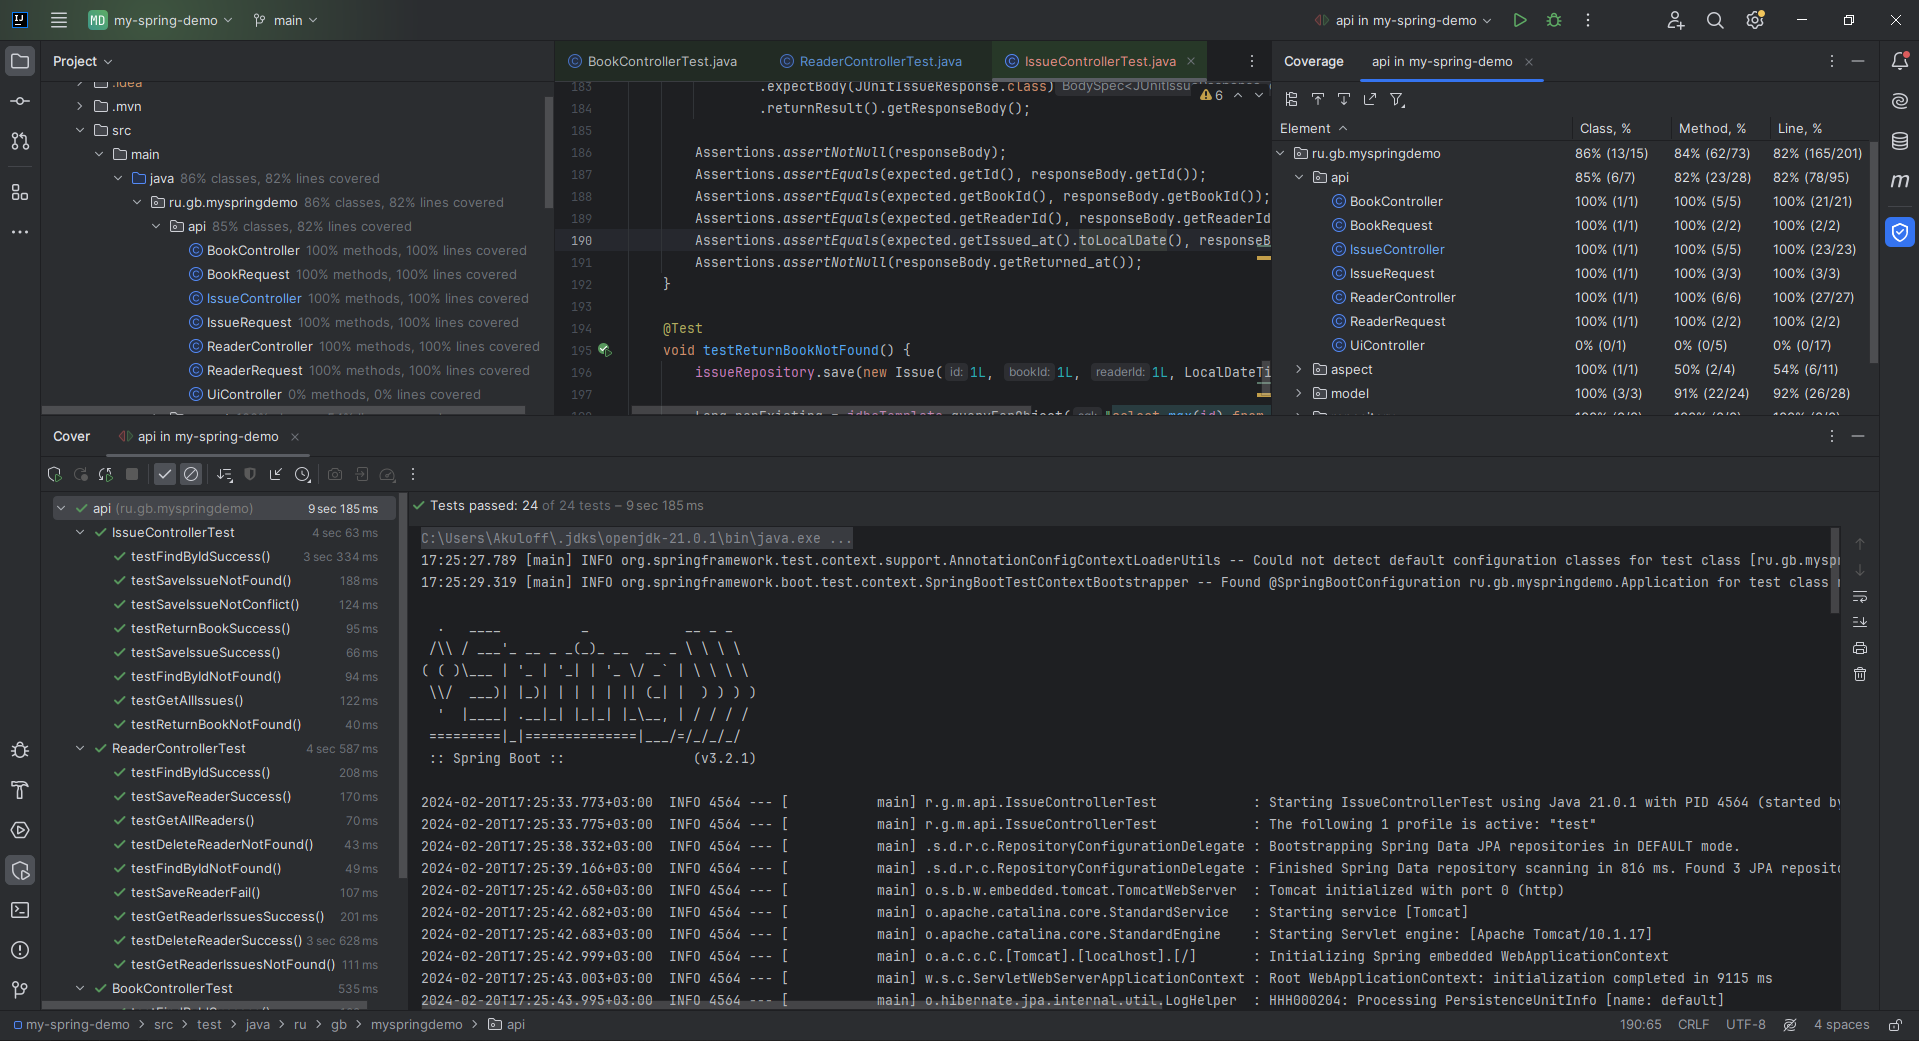 MD my-spring-demo main api in my-spring-demo
Project
.idea
.mvn
src
main
java 86% classes, 82% lines covered
ru.gb.myspringdemo 86% classes, 82% lines covered
api 85% classes, 82% lines covered
BookController 100% methods, 100% lines covered
BookRequest 100% methods, 100% lines covered
IssueController 100% methods, 100% lines covered
IssueRequest 100% methods, 100% lines covered
ReaderController 100% methods, 100% lines covered
ReaderRequest 100% methods, 100% lines covered
UiController 0% methods, 0% lines covered
BookControllerTest.java ReaderControllerTest.java IssueControllerTest.java
6
183 .expectBody(JUnitIssueResponse.class) BodySpec<JUnitIssu
184 .returnResult().getResponseBody();
185
186 Assertions.assertNotNull(responseBody);
187 Assertions.assertEquals(expected.getId(), responseBody.getId());
188 Assertions.assertEquals(expected.getBookId(), responseBody.getBookId());
189 Assertions.assertEquals(expected.getReaderId(), responseBody.getReaderId
190 Assertions.assertEquals(expected.getIssued_at().toLocalDate(), responseB
191 Assertions.assertNotNull(responseBody.getReturned_at());
192 }
193
194 @Test
195 void testReturnBookNotFound() {
196 issueRepository.save(new Issue( id: 1L, bookId: 1L, readerId: 1L, LocalDateTi
197
Coverage api in my-spring-demo
Element Class, % Method, % Line, %
ru.gb.myspringdemo 86% (13/15) 84% (62/73) 82% (165/201)
api 85% (6/7) 82% (23/28) 82% (78/95)
BookController 100% (1/1) 100% (5/5) 100% (21/21)
BookRequest 100% (1/1) 100% (2/2) 100% (2/2)
IssueController 100% (1/1) 100% (5/5) 100% (23/23)
IssueRequest 100% (1/1) 100% (3/3) 100% (3/3)
ReaderController 100% (1/1) 100% (6/6) 100% (27/27)
ReaderRequest 100% (1/1) 100% (2/2) 100% (2/2)
UiController 0% (0/1) 0% (0/5) 0% (0/17)
aspect 100% (1/1) 50% (2/4) 54% (6/11)
model 100% (3/3) 91% (22/24) 92% (26/28)
Cover api in my-spring-demo
api (ru.gb.myspringdemo) 9 sec 185 ms
IssueControllerTest 4 sec 63 ms
testFindByIdSuccess() 3 sec 334 ms
testSaveIssueNotFound() 188 ms
testSaveIssueNotConflict() 124 ms
testReturnBookSuccess() 95 ms
testSaveIssueSuccess() 66 ms
testFindByIdNotFound() 94 ms
testGetAllIssues() 122 ms
testReturnBookNotFound() 40 ms
ReaderControllerTest 4 sec 587 ms
testFindByIdSuccess() 208 ms
testSaveReaderSuccess() 170 ms
testGetAllReaders() 70 ms
testDeleteReaderNotFound() 43 ms
testFindByIdNotFound() 49 ms
testSaveReaderFail() 107 ms
testGetReaderIssuesSuccess() 201 ms
testDeleteReaderSuccess() 3 sec 628 ms
testGetReaderIssuesNotFound() 111 ms
BookControllerTest 535 ms
Tests passed: 24 of 24 tests – 9 sec 185 ms
C:\Users\Akuloff\.jdks\openjdk-21.0.1\bin\java.exe ...
17:25:27.789 [main] INFO org.springframework.test.context.support.AnnotationConfigContextLoaderUtils -- Could not detect default configuration classes for test class [ru.gb.mysp
17:25:29.319 [main] INFO org.springframework.boot.test.context.SpringBootTestContextBootstrapper -- Found @SpringBootConfiguration ru.gb.myspringdemo.Application for test class
:: Spring Boot :: (v3.2.1)
2024-02-20T17:25:33.773+03:00 INFO 4564 --- [ main] r.g.m.api.IssueControllerTest : Starting IssueControllerTest using Java 21.0.1 with PID 4564 (started by
2024-02-20T17:25:33.775+03:00 INFO 4564 --- [ main] r.g.m.api.IssueControllerTest : The following 1 profile is active: "test"
2024-02-20T17:25:38.332+03:00 INFO 4564 --- [ main] .s.d.r.c.RepositoryConfigurationDelegate : Bootstrapping Spring Data JPA repositories in DEFAULT mode.
2024-02-20T17:25:39.166+03:00 INFO 4564 --- [ main] .s.d.r.c.RepositoryConfigurationDelegate : Finished Spring Data repository scanning in 816 ms. Found 3 JPA reposito
2024-02-20T17:25:42.650+03:00 INFO 4564 --- [ main] o.s.b.w.embedded.tomcat.TomcatWebServer : Tomcat initialized with port 0 (http)
2024-02-20T17:25:42.682+03:00 INFO 4564 --- [ main] o.apache.catalina.core.StandardService : Starting service [Tomcat]
2024-02-20T17:25:42.683+03:00 INFO 4564 --- [ main] o.apache.catalina.core.StandardEngine : Starting Servlet engine: [Apache Tomcat/10.1.17]
2024-02-20T17:25:42.999+03:00 INFO 4564 --- [ main] o.a.c.c.C.[Tomcat].[localhost].[/] : Initializing Spring embedded WebApplicationContext
2024-02-20T17:25:43.003+03:00 INFO 4564 --- [ main] w.s.c.ServletWebServerApplicationContext : Root WebApplicationContext: initialization completed in 9115 ms
2024-02-20T17:25:43.995+03:00 INFO 4564 --- [ main] o.hibernate.jpa.internal.util.LogHelper : HHH000204: Processing PersistenceUnitInfo [name: default]
my-spring-demo > src > test > java > ru > gb > myspringdemo > api 190:65 CRLF UTF-8 4 spaces